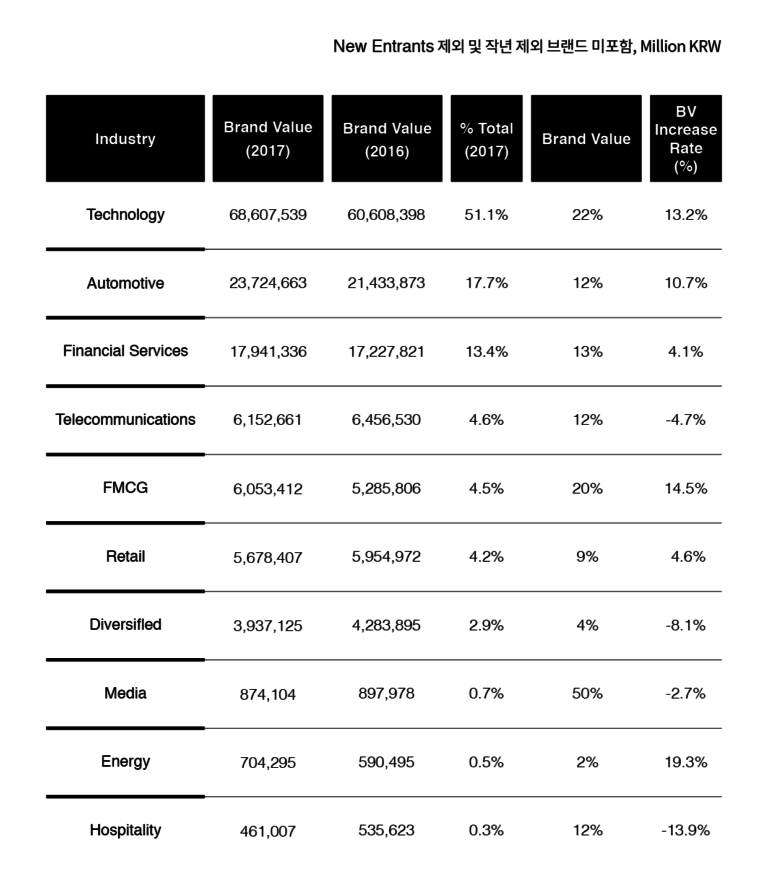 New Entrants 제외 및 작년 제외 브랜드 미포함, Million KRW
Industry Brand Value (2017) Brand Value (2016) % Total (2017) Brand Value BV Increase Rate (%)
Technology 68,607,539 60,608,398 51.1% 22% 13.2%
Automotive 23,724,663 21,433,873 17.7% 12% 10.7%
Financial Services 17,941,336 17,227,821 13.4% 13% 4.1%
Telecommunications 6,152,661 6,456,530 4.6% 12% -4.7%
FMCG 6,053,412 5,285,806 4.5% 20% 14.5%
Retail 5,678,407 5,954,972 4.2% 9% 4.6%
Diversifled 3,937,125 4,283,895 2.9% 4% -8.1%
Media 874,104 897,978 0.7% 50% -2.7%
Energy 704,295 590,495 0.5% 2% 19.3%
Hospitality 461,007 535,623 0.3% 12% -13.9%